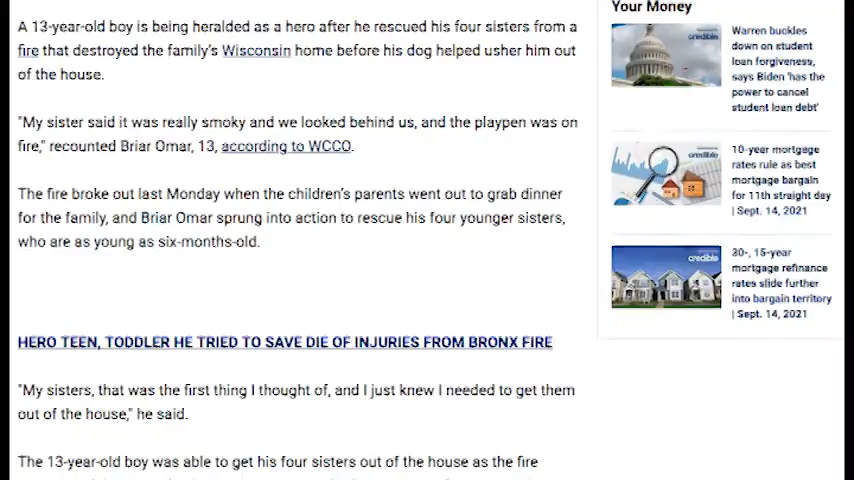 A 13-year-old boy is being heralded as a hero after he rescued his four sisters from a
fire that destroyed the family's Wisconsin home before his dog helped usher him out
of the house.
"My sister said it was really smoky and we looked behind us, and the playpen was on
fire," recounted Briar Omar, 13, according to WCCO.
The fire broke out last Monday when the children's parents went out to grab dinner
for the family, and Briar Omar sprung into action to rescue his four younger sisters,
who are as young as six-months-old.
HERO TEEN, TODDLER HE TRIED TO SAVE DIE OF INJURIES FROM BRONX FIRE
"My sisters, that was the first thing I thought of, and I just knew I needed to get them
out of the house," he said.
The 13-year-old boy was able to get his four sisters out of the house as the fire
Your Money
credible
Warren buckles
down on student
loan forgiveness,
says Biden 'has the
power to cancel
student loan debt'
credible
10-year mortgage
rates rule as best
mortgage bargain
for 11th straight day
| Sept. 14, 2021
credible
30-, 15-year
mortgage refinance
rates slide further
into bargain territory
| Sept. 14, 2021